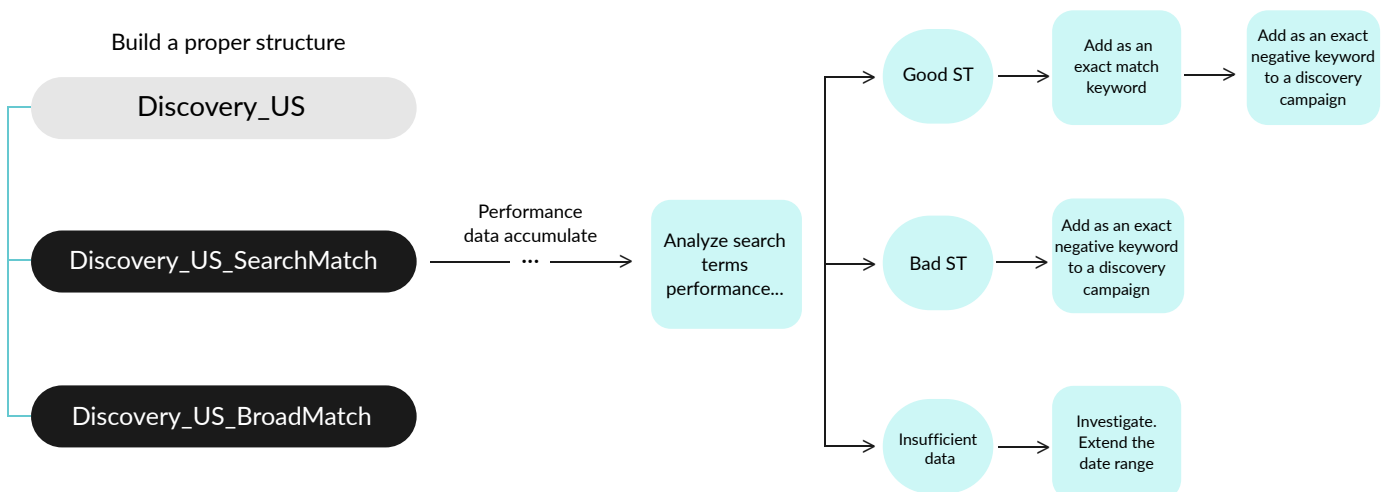 Build a proper structure
Discovery_US
Discovery_US_SearchMatch
Discovery_US_BroadMatch
Performance
data accumulate
...
Analyze search
terms
performance...
Good ST
Add as an
exact match
keyword
Add as an exact
negative keyword
to a discovery
campaign
Bad ST
Add as an exact
negative keyword
to a discovery
campaign
Insufficient
data
Investigate.
Extend the
date range